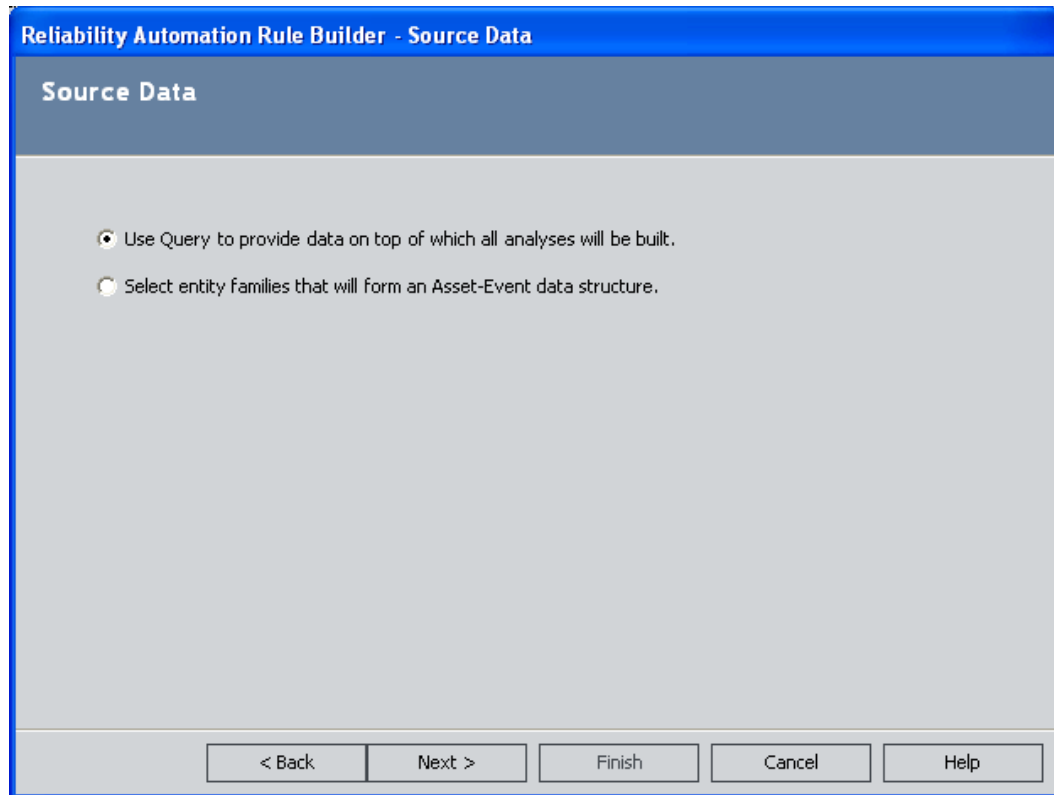 Reliability Automation Rule Builder - Source Data
Source Data
Use Query to provide data on top of which all analyses will be built.
Select entity families that will form an Asset-Event data structure.
< Back Next > Finish Cancel Help